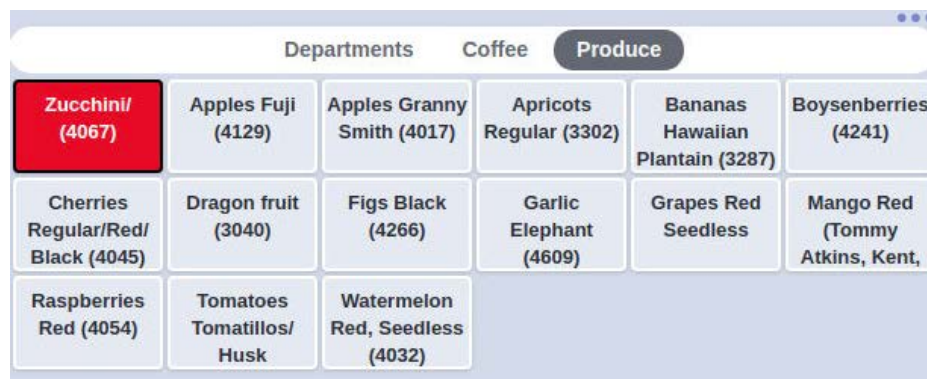 Departments Coffee Produce
Zucchini/
(4067)
Apples Fuji
(4129)
Apples Granny
Smith (4017)
Apricots
Regular (3302)
Bananas
Hawaiian
Plantain (3287)
Boysenberries
(4241)
Cherries
Regular/Red/
Black (4045)
Dragon fruit
(3040)
Figs Black
(4266)
Garlic
Elephant
(4609)
Grapes Red
Seedless
Mango Red
(Tommy
Atkins, Kent,
Raspberries
Red (4054)
Tomatoes
Tomatillos/
Husk
Watermelon
Red, Seedless
(4032)